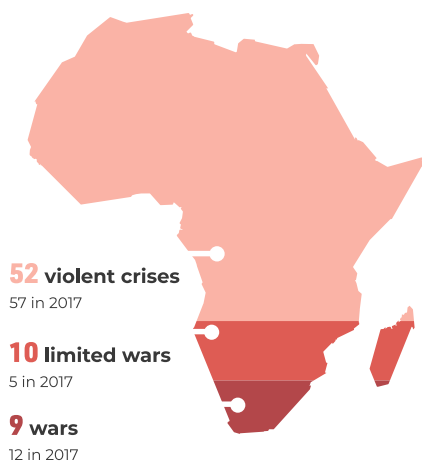 52 violent crises
57 in 2017
10 limited wars
5 in 2017
9 wars
12 in 2017